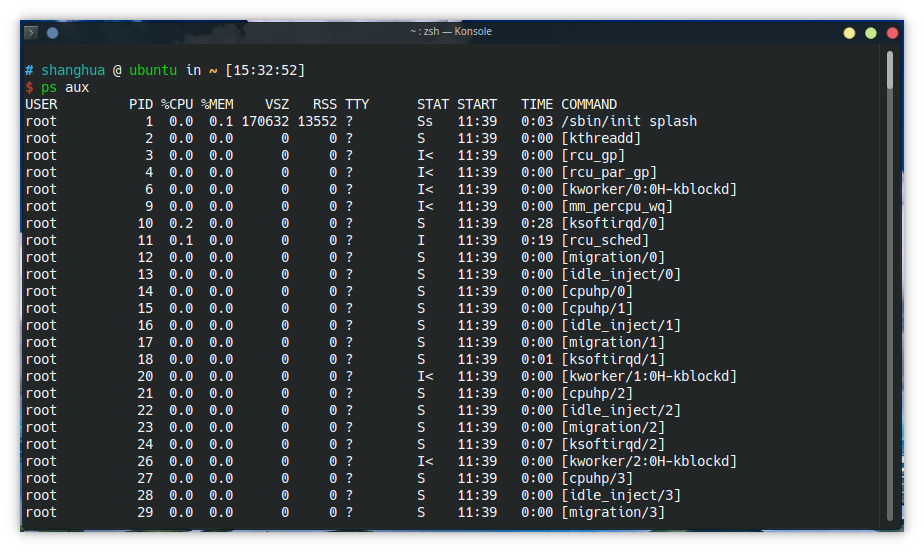 ~ : zsh — Konsole
# shanghua @ ubuntu in ~ [15:32:52]
$ ps aux
USER         PID %CPU %MEM    VSZ   RSS TTY      STAT START   TIME COMMAND
root           1  0.0  0.1 170632 13552 ?        Ss   11:39   0:03 /sbin/init splash
root           2  0.0  0.0      0     0 ?        S    11:39   0:00 [kthreadd]
root           3  0.0  0.0      0     0 ?        I<   11:39   0:00 [rcu_gp]
root           4  0.0  0.0      0     0 ?        I<   11:39   0:00 [rcu_par_gp]
root           6  0.0  0.0      0     0 ?        I<   11:39   0:00 [kworker/0:0H-kblockd]
root           9  0.0  0.0      0     0 ?        I<   11:39   0:00 [mm_percpu_wq]
root          10  0.2  0.0      0     0 ?        S    11:39   0:28 [ksoftirqd/0]
root          11  0.1  0.0      0     0 ?        I    11:39   0:19 [rcu_sched]
root          12  0.0  0.0      0     0 ?        S    11:39   0:00 [migration/0]
root          13  0.0  0.0      0     0 ?        S    11:39   0:00 [idle_inject/0]
root          14  0.0  0.0      0     0 ?        S    11:39   0:00 [cpuhp/0]
root          15  0.0  0.0      0     0 ?        S    11:39   0:00 [cpuhp/1]
root          16  0.0  0.0      0     0 ?        S    11:39   0:00 [idle_inject/1]
root          17  0.0  0.0      0     0 ?        S    11:39   0:00 [migration/1]
root          18  0.0  0.0      0     0 ?        S    11:39   0:01 [ksoftirqd/1]
root          20  0.0  0.0      0     0 ?        I<   11:39   0:00 [kworker/1:0H-kblockd]
root          21  0.0  0.0      0     0 ?        S    11:39   0:00 [cpuhp/2]
root          22  0.0  0.0      0     0 ?        S    11:39   0:00 [idle_inject/2]
root          23  0.0  0.0      0     0 ?        S    11:39   0:00 [migration/2]
root          24  0.0  0.0      0     0 ?        S    11:39   0:07 [ksoftirqd/2]
root          26  0.0  0.0      0     0 ?        I<   11:39   0:00 [kworker/2:0H-kblockd]
root          27  0.0  0.0      0     0 ?        S    11:39   0:00 [cpuhp/3]
root          28  0.0  0.0      0     0 ?        S    11:39   0:00 [idle_inject/3]
root          29  0.0  0.0      0     0 ?        S    11:39   0:00 [migration/3]